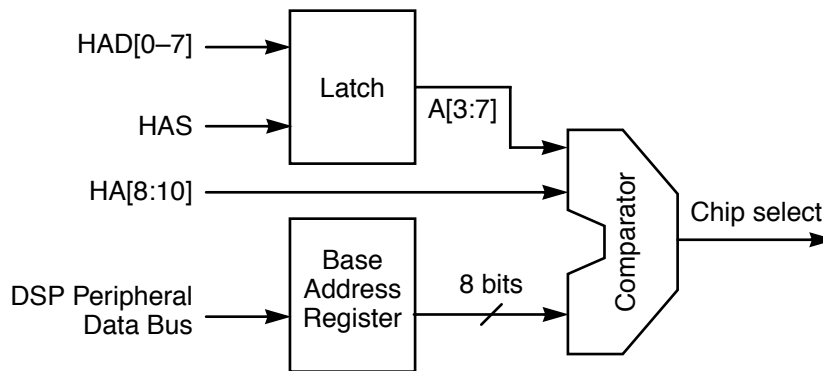 HAD[0–7]
HAS
Latch
A[3:7]
HA[8:10]
Comparator
Chip select
DSP Peripheral
Data Bus
Base
Address
Register
8 bits